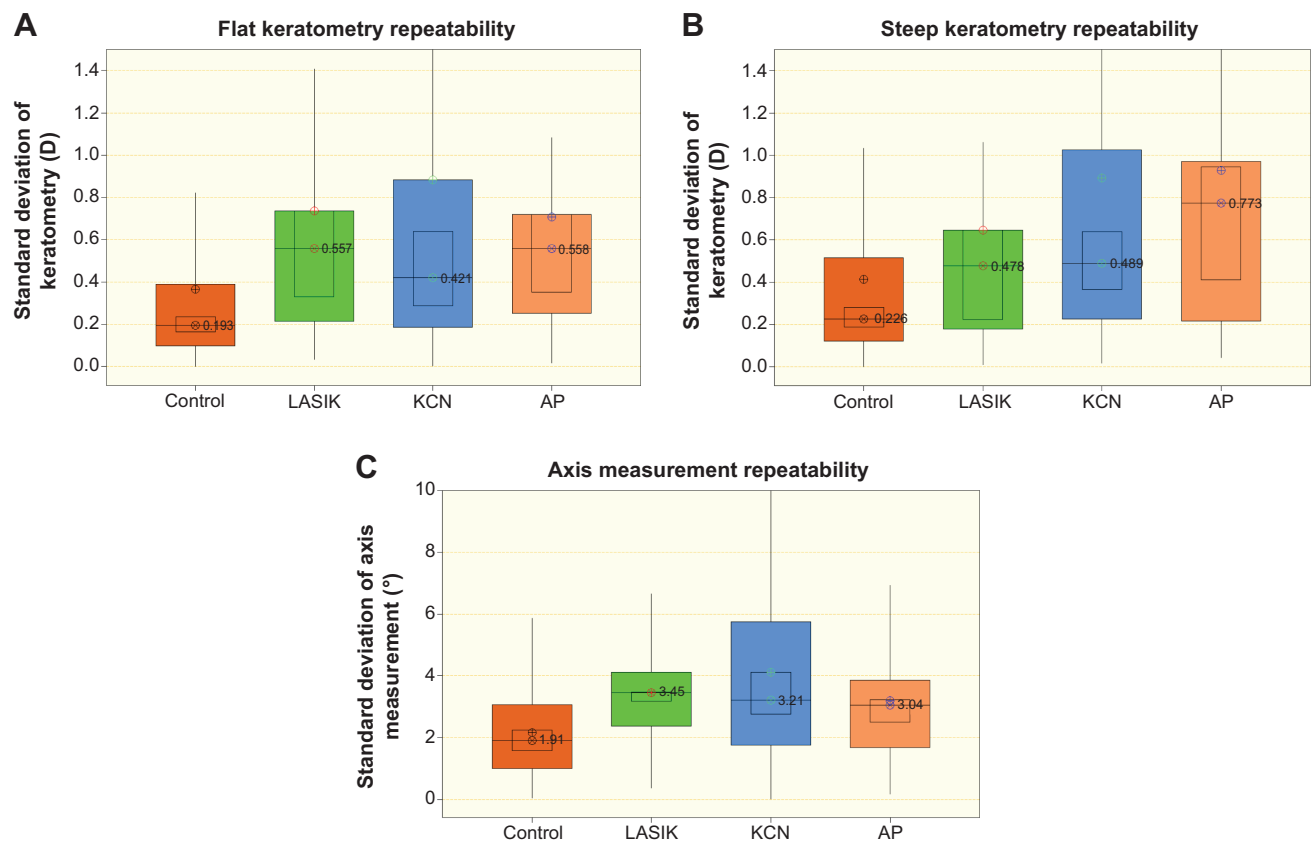 A
Flat keratometry repeatability
Standard deviation of
keratometry (D)
1.4
1.2
1.0
0.8
0.6
0.4
0.2
0.0
0.193
0.557
0.421
0.558
Control LASIK KCN AP
B
Steep keratometry repeatability
Standard deviation of
keratometry (D)
1.4
1.2
1.0
0.8
0.6
0.4
0.2
0.0
0.226
0.478
0.489
0.773
Control LASIK KCN AP
C
Axis measurement repeatability
Standard deviation of axis
measurement (°)
10
8
6
4
2
0
1.91
3.45
3.21
3.04
Control LASIK KCN AP